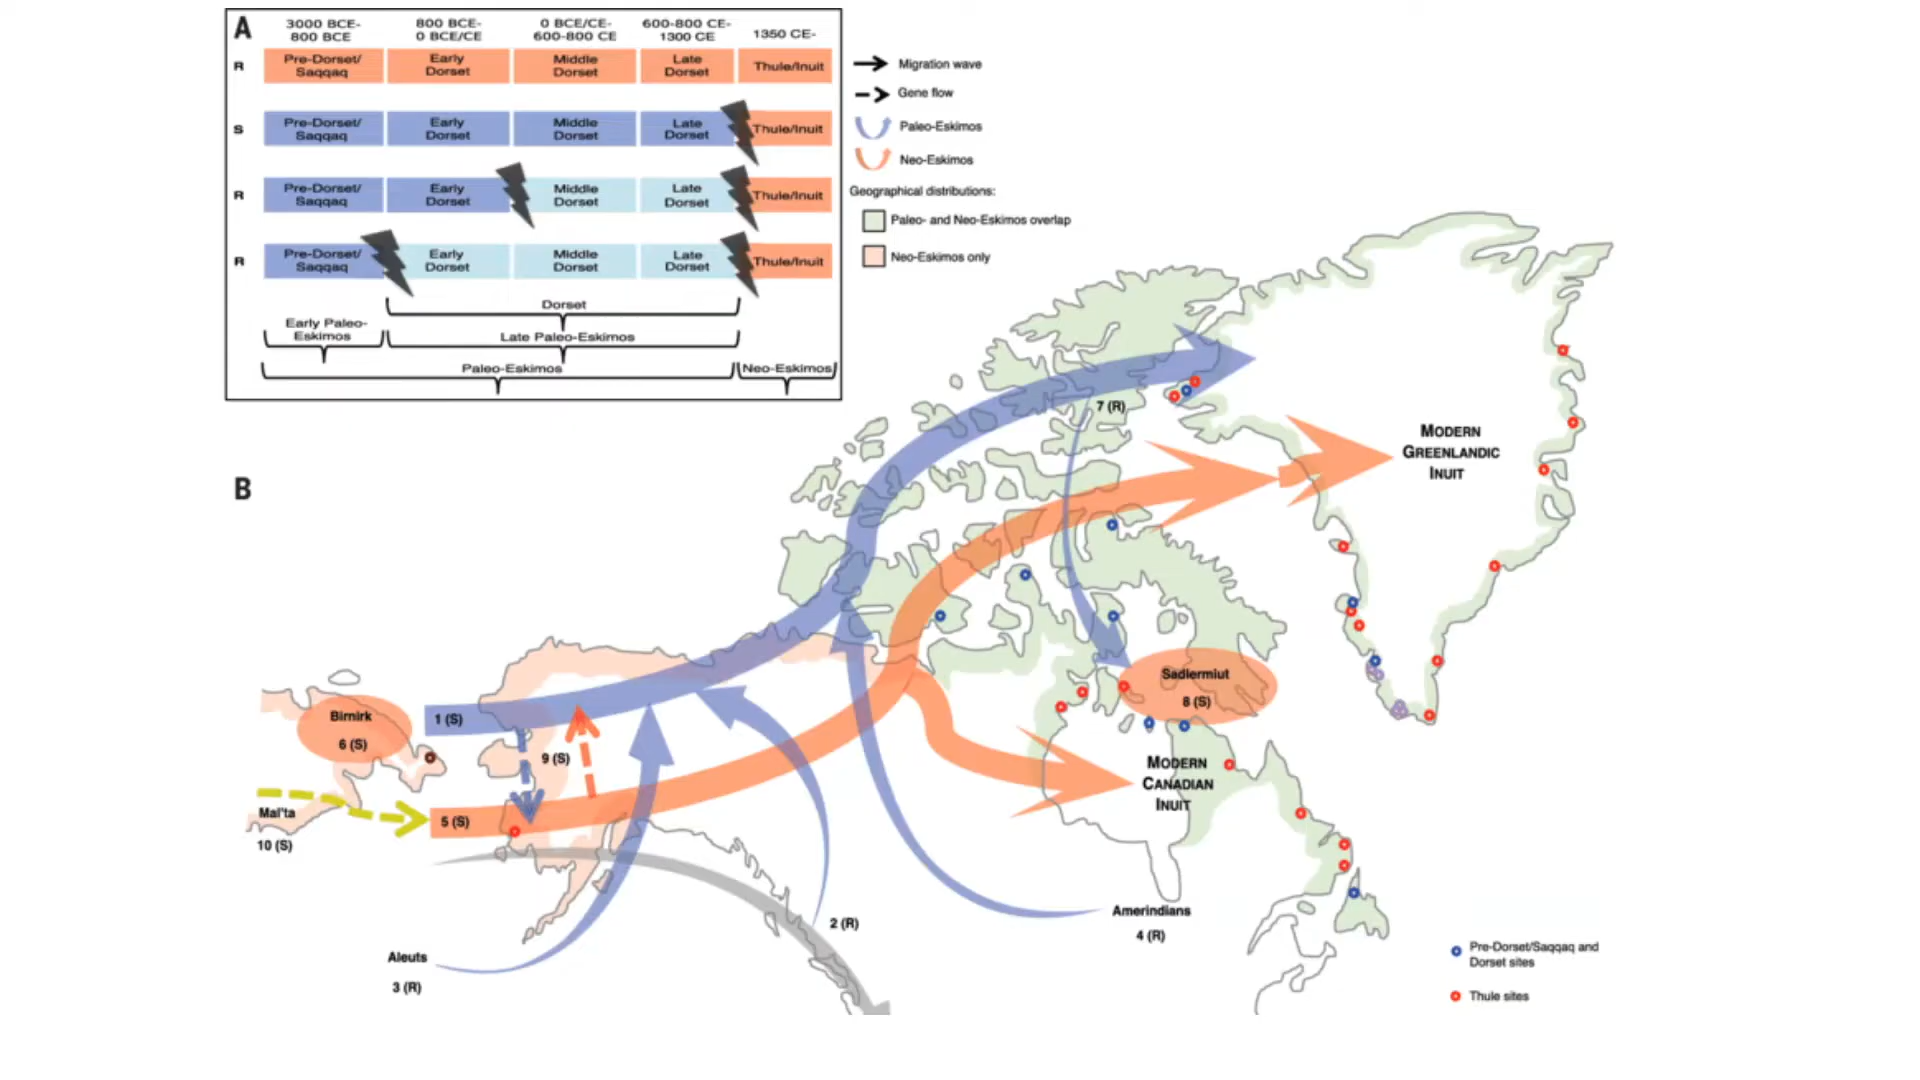 A
3000 BCE-
800 BCE
800 BCE-
0 BCE/CE
0 BCE/CE-
600-800 CE
600-800 CE-
1300 CE
1350 CE-
R
Pre-Dorset/
Saqqaq
Early
Dorset
Middle
Dorset
Late
Dorset
Thule/Inuit
S
Pre-Dorset/
Saqqaq
Early
Dorset
Middle
Dorset
Late
Dorset
Thule/Inuit
R
Pre-Dorset/
Saqqaq
Early
Dorset
Middle
Dorset
Late
Dorset
Thule/Inuit
R
Pre-Dorset/
Saqqaq
Early
Dorset
Middle
Dorset
Late
Dorset
Thule/Inuit
Dorset
Early Paleo-
Eskimos
Late Paleo-Eskimos
Paleo-Eskimos
Neo-Eskimos
Migration wave
Gene flow
Paleo-Eskimos
Neo-Eskimos
Geographical distributions:
Paleo- and Neo-Eskimos overlap
Neo-Eskimos only
B
7 (R)
MODERN
GREENLANDIC
INUIT
Sadlermiut
8 (S)
Birnirk
6 (S)
1 (S)
9 (S)
MODERN
CANADIAN
INUIT
Mal'ta
10 (S)
5 (S)
Amerindians
4 (R)
2 (R)
Aleuts
3 (R)
Pre-Dorset/Saqqaq and
Dorset sites
Thule sites